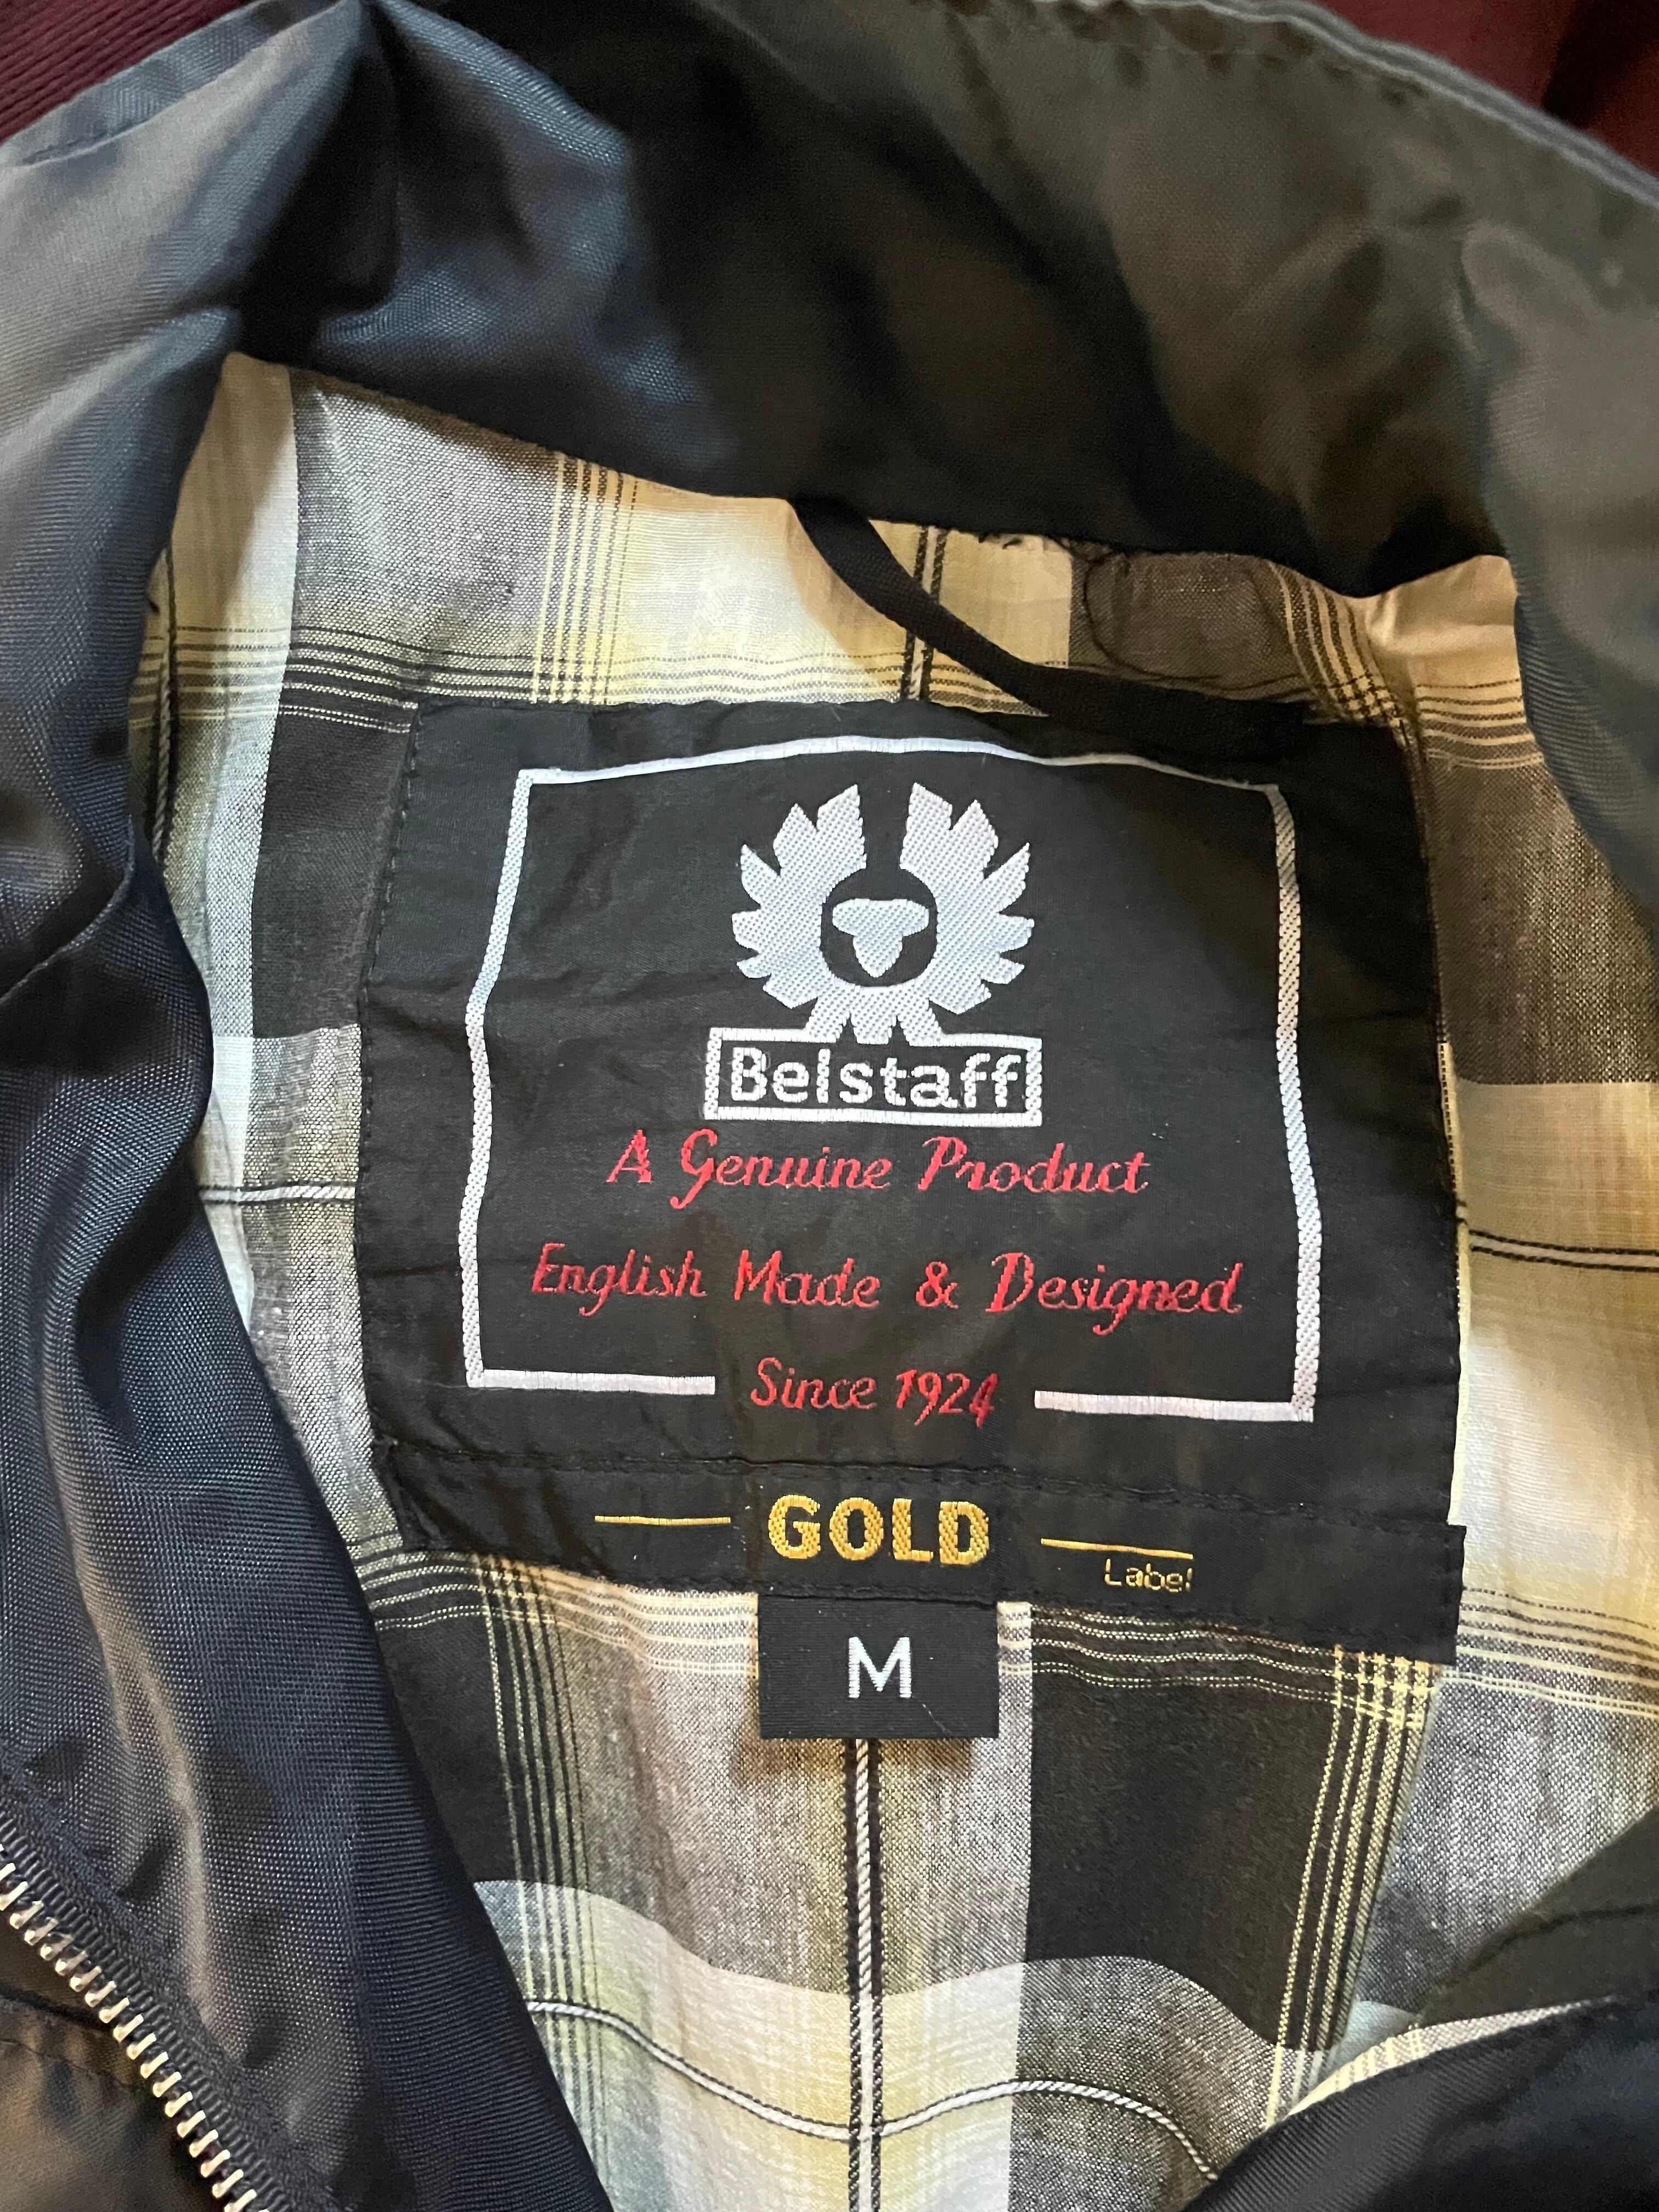 Belstaff
A Genuine Product
English Made & Designed
Since 1924
GOLD
Label
M